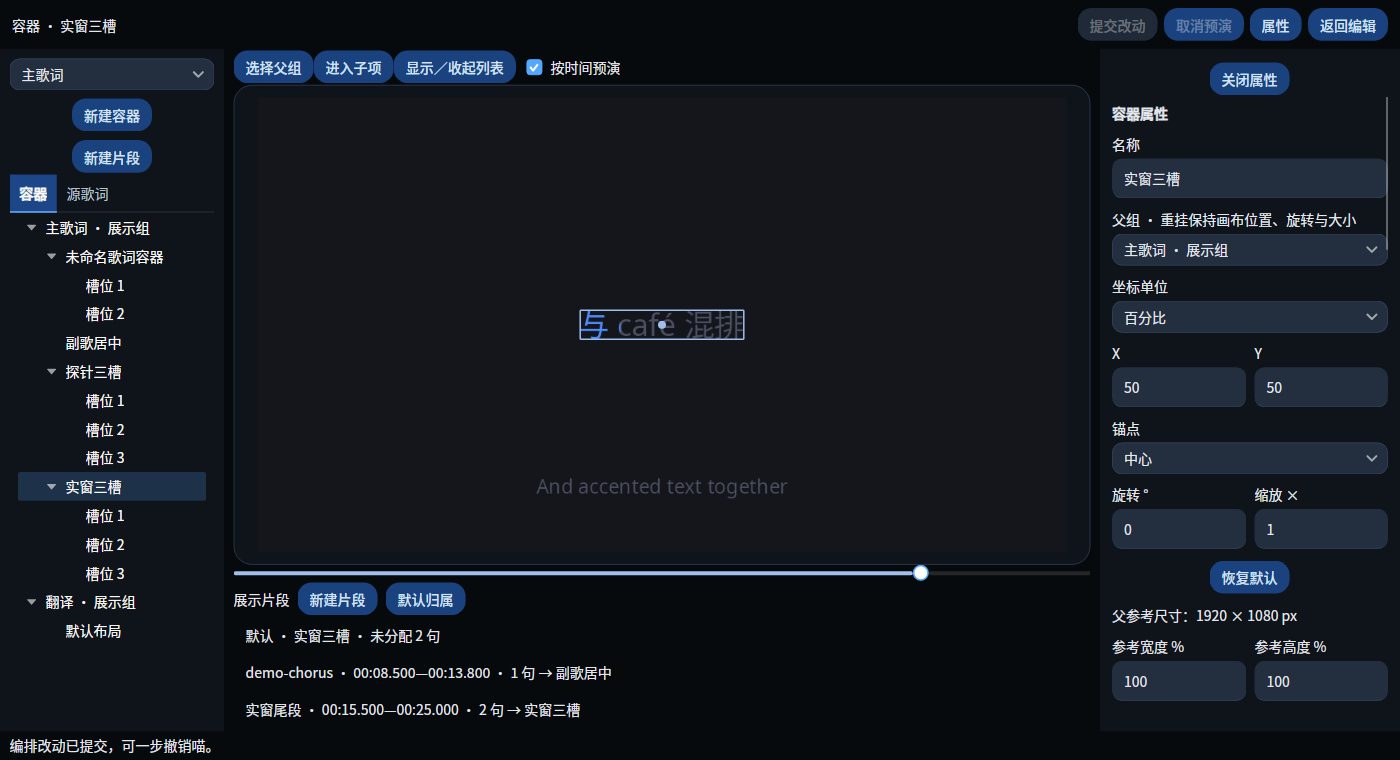 容器 · 实窗三槽
提交改动 取消预演 属性 返回编辑
主歌词
新建容器
新建片段
容器 源歌词
主歌词 · 展示组
未命名歌词容器
槽位 1
槽位 2
副歌居中
探针三槽
槽位 1
槽位 2
槽位 3
实窗三槽
槽位 1
槽位 2
槽位 3
翻译 · 展示组
默认布局
选择父组 进入子项 显示／收起列表 按时间预演
与 café 混排
And accented text together
展示片段 新建片段 默认归属
默认 · 实窗三槽 · 未分配 2 句
demo-chorus · 00:08.500—00:13.800 · 1 句 → 副歌居中
实窗尾段 · 00:15.500—00:25.000 · 2 句 → 实窗三槽
关闭属性
容器属性
名称
实窗三槽
父组 · 重挂保持画布位置、旋转与大小
主歌词 · 展示组
坐标单位
百分比
X Y
50 50
锚点
中心
旋转 ° 缩放 ×
0 1
恢复默认
父参考尺寸：1920 × 1080 px
参考宽度 % 参考高度 %
100 100
编排改动已提交，可一步撤销喵。